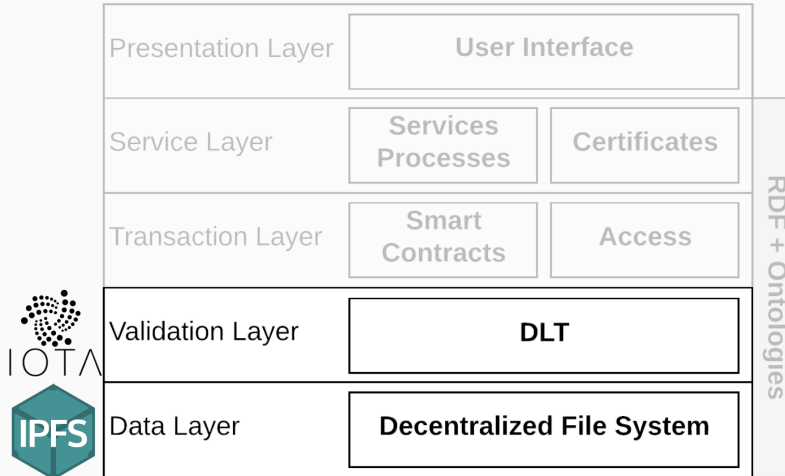 Presentation Layer
User Interface
Service Layer
Services
Processes
Certificates
Transaction Layer
Smart
Contracts
Access
RDF + Ontologies
IOTA
Validation Layer
DLT
IPFS
Data Layer
Decentralized File System